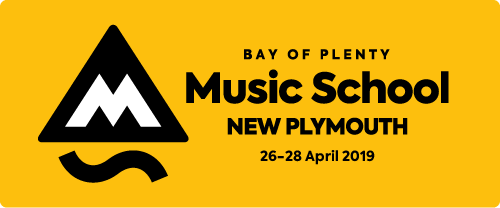 M
BAY OF PLENTY
Music School
NEW PLYMOUTH
26–28 April 2019